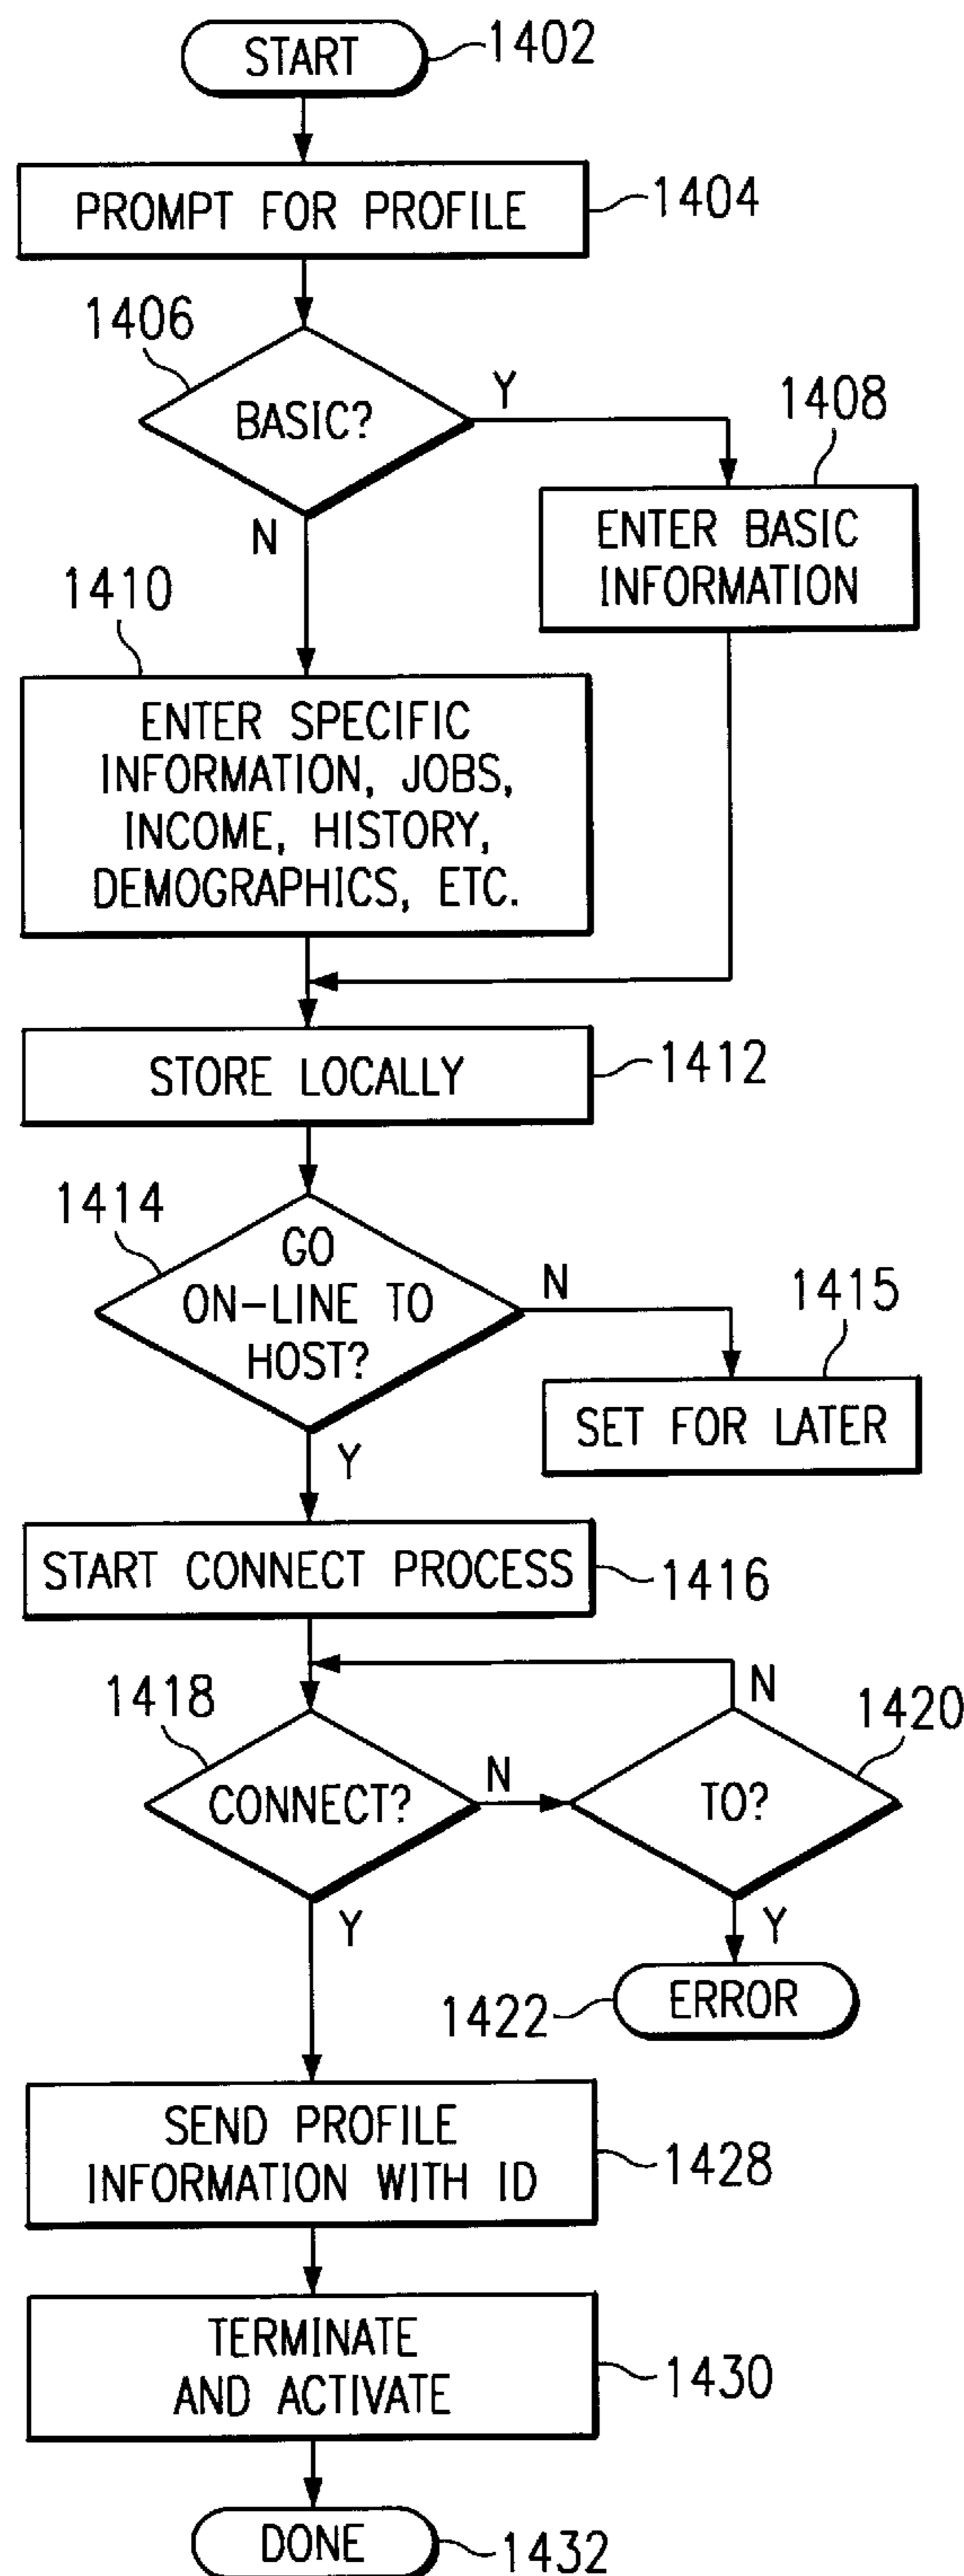 START
1402
PROMPT FOR PROFILE
1404
1406
BASIC?
Y
N
1408
ENTER BASIC
INFORMATION
1410
ENTER SPECIFIC
INFORMATION, JOBS,
INCOME, HISTORY,
DEMOGRAPHICS, ETC.
STORE LOCALLY
1412
1414
GO
ON-LINE TO
HOST?
N
Y
1415
SET FOR LATER
START CONNECT PROCESS
1416
1418
CONNECT?
N
Y
1420
TO?
N
Y
1422
ERROR
SEND PROFILE
INFORMATION WITH ID
1428
TERMINATE
AND ACTIVATE
1430
DONE
1432